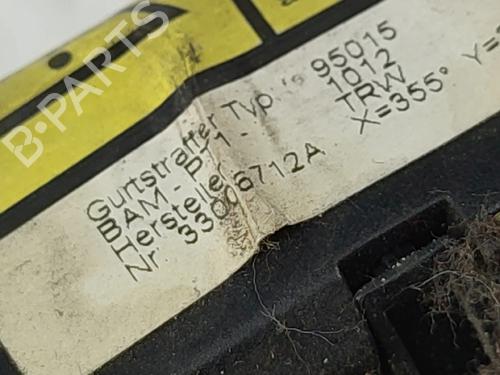 Gurtstraffer Typ 95015
BAM - PT1 - 1012
Hersteller TRW
Nr. 33006712A X=355° Y=
B-PARTS